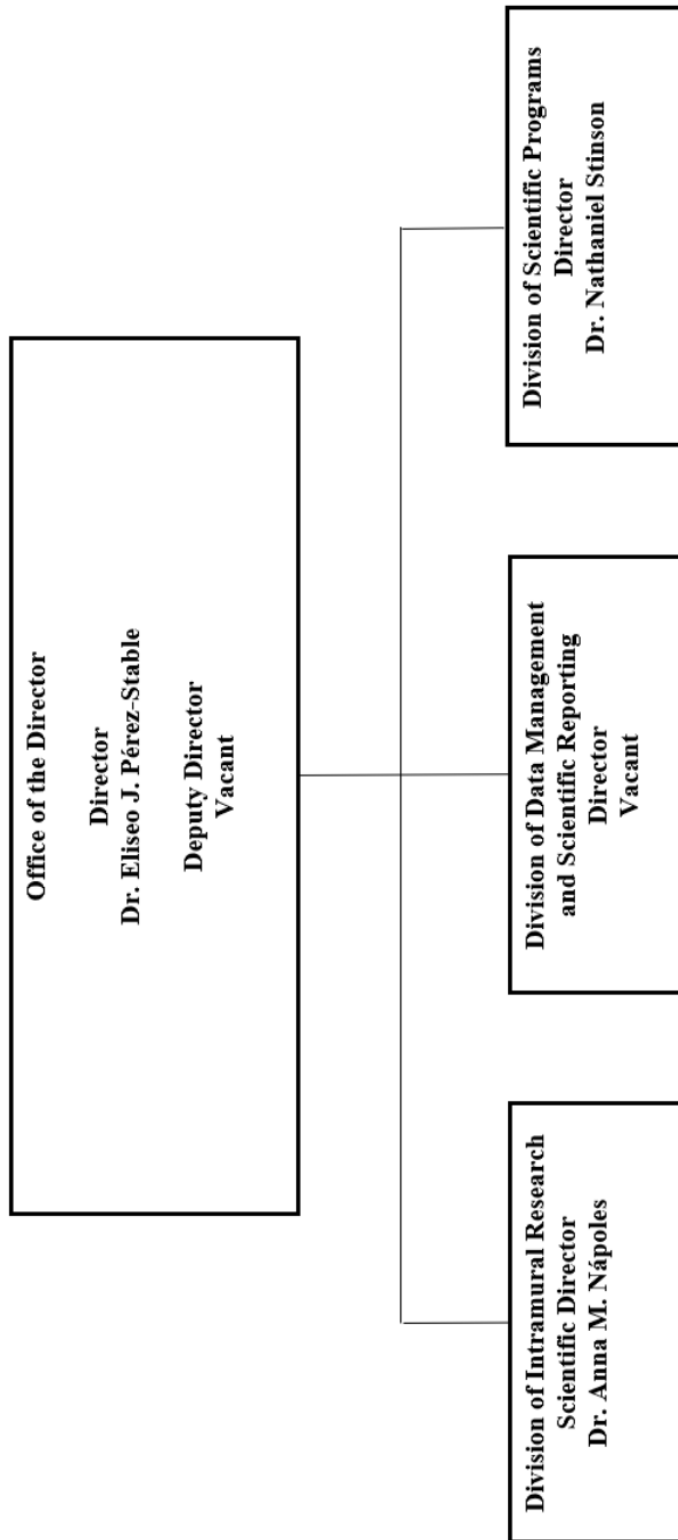 Office of the Director
Director
Dr. Eliseo J. Pérez-Stable
Deputy Director
Vacant
Division of Intramural Research
Scientific Director
Dr. Anna M. Nápoles
Division of Data Management
and Scientific Reporting
Director
Vacant
Division of Scientific Programs
Director
Dr. Nathaniel Stinson